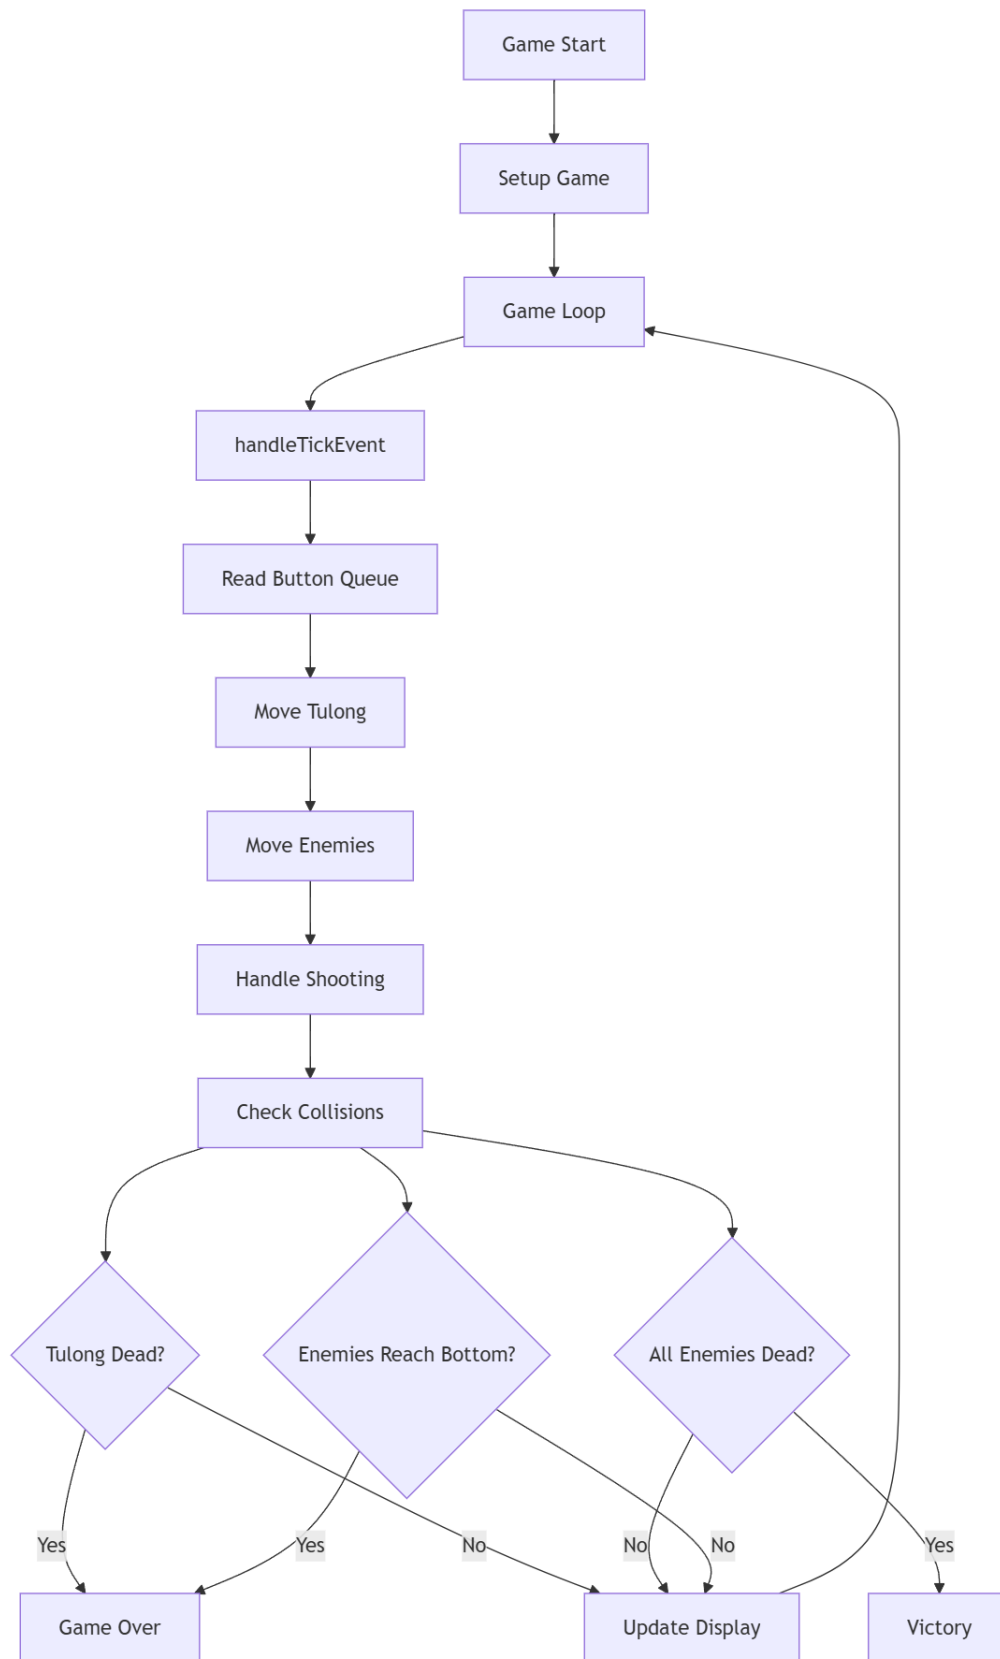 Game Start
Setup Game
Game Loop
handleTickEvent
Read Button Queue
Move Tulong
Move Enemies
Handle Shooting
Check Collisions
Tulong Dead?
Enemies Reach Bottom?
All Enemies Dead?
Yes
Yes
No
No
No
Yes
Game Over
Update Display
Victory